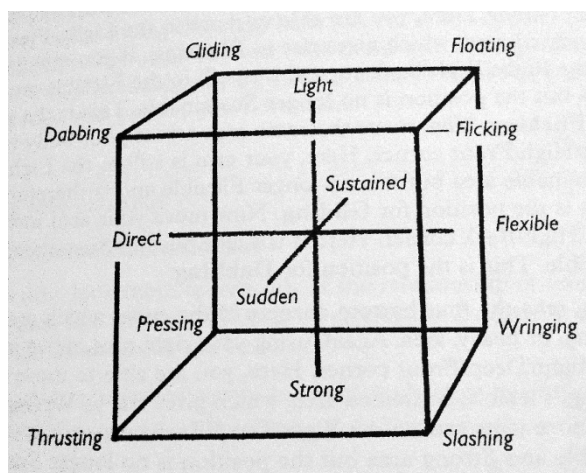 Gliding
Floating
Light
Dabbing
Flicking
Sustained
Direct
Flexible
Sudden
Pressing
Wringing
Strong
Thrusting
Slashing